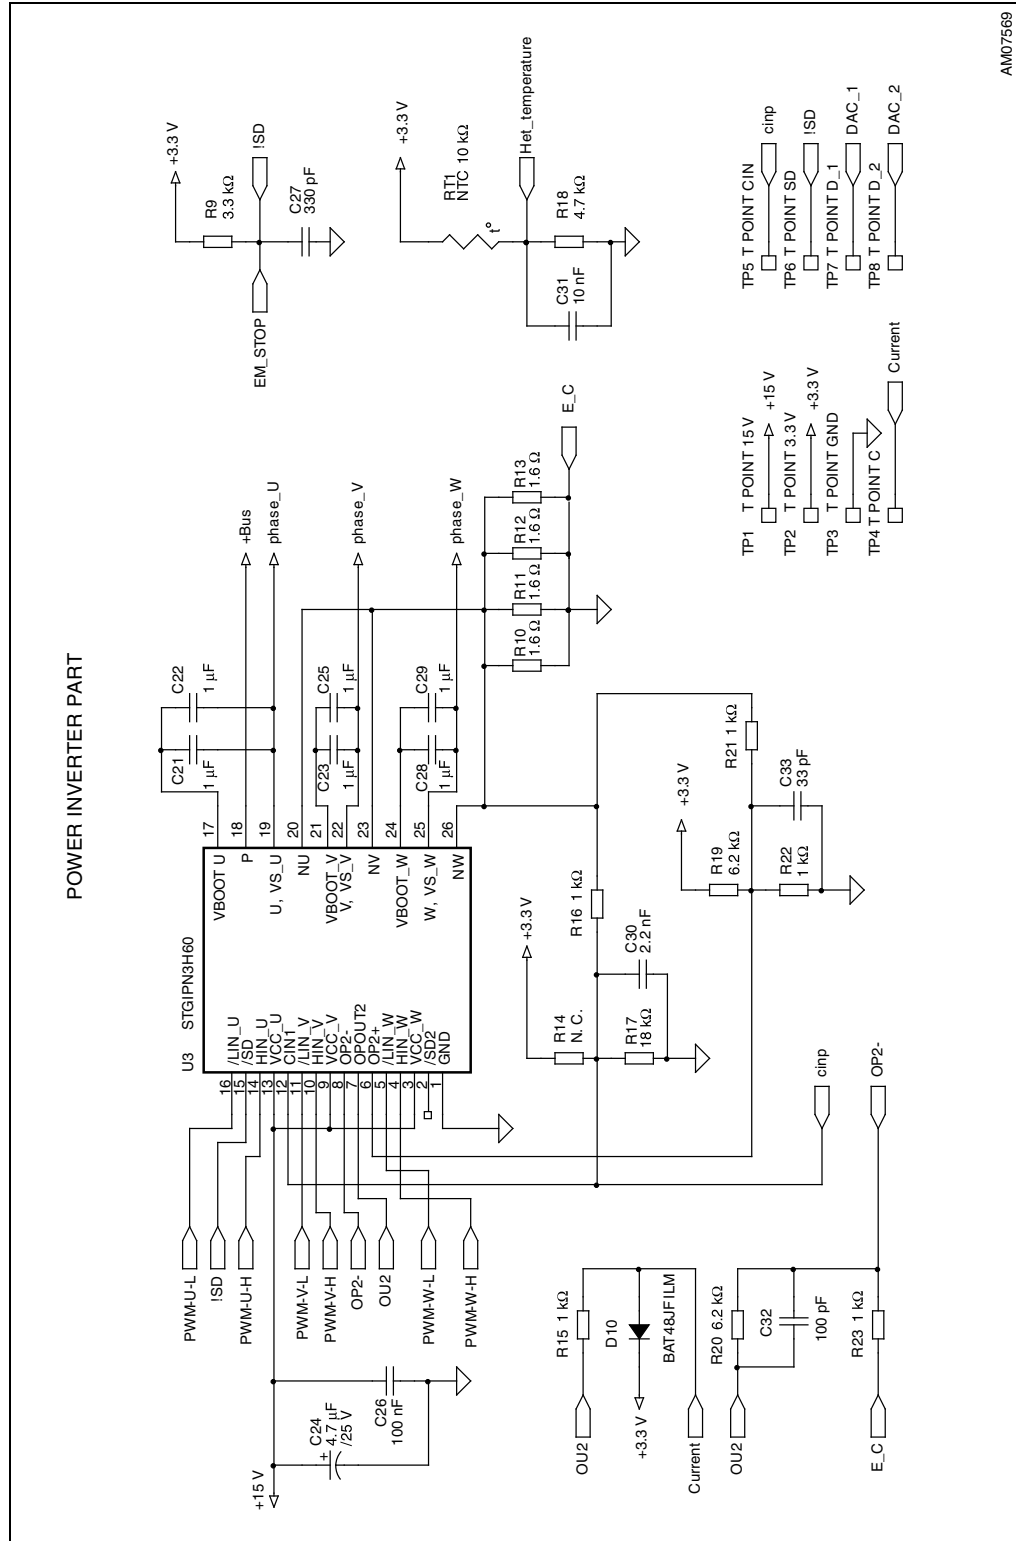 POWER INVERTER PART
+3.3 V
R9
3.3 kΩ
!SD
EM_STOP
C27
330 pF
+3.3 V
RT1
NTC 10 kΩ
t°
Het_temperature
C31
10 nF
R18
4.7 kΩ
C21
1 µF
C22
1 µF
+Bus
phase_U
C23
1 µF
C25
1 µF
phase_V
C28
1 µF
C29
1 µF
phase_W
U3
STGIPN3H60
16
/LIN_U
15
/SD
14
HIN_U
13
VCC_U
12
CIN1
11
/LIN_V
10
HIN_V
9
VCC_V
8
OP2-
7
OPOUT2
6
OP2+
5
/LIN_W
4
HIN_W
3
VCC_W
2
/SD2
1
GND
VBOOT U
17
P
18
U, VS_U
19
NU
20
VBOOT_V
21
V, VS_V
22
NV
23
VBOOT_W
24
W, VS_W
25
NW
26
PWM-U-L
!SD
PWM-U-H
PWM-V-L
PWM-V-H
OP2-
OU2
PWM-W-L
PWM-W-H
+15 V
C24
4.7 µF
/25 V
+
C26
100 nF
R10
1.6 Ω
R11
1.6 Ω
R12
1.6 Ω
R13
1.6 Ω
E_C
+3.3 V
R14
N. C.
R16 1 kΩ
R17
18 kΩ
C30
2.2 nF
+3.3 V
R19
6.2 kΩ
R21 1 kΩ
R22
1 kΩ
C33
33 pF
cinp
OP2-
OU2
R15 1 kΩ
D10
BAT48JFILM
+3.3 V
Current
OU2
R20 6.2 kΩ
C32
100 pF
R23 1 kΩ
E_C
TP1 T POINT 15 V
+15 V
TP2 T POINT 3.3 V
+3.3 V
TP3 T POINT GND
TP4 T POINT C
Current
TP5 T POINT CIN
cinp
TP6 T POINT SD
!SD
TP7 T POINT D_1
DAC_1
TP8 T POINT D_2
DAC_2
AM07569